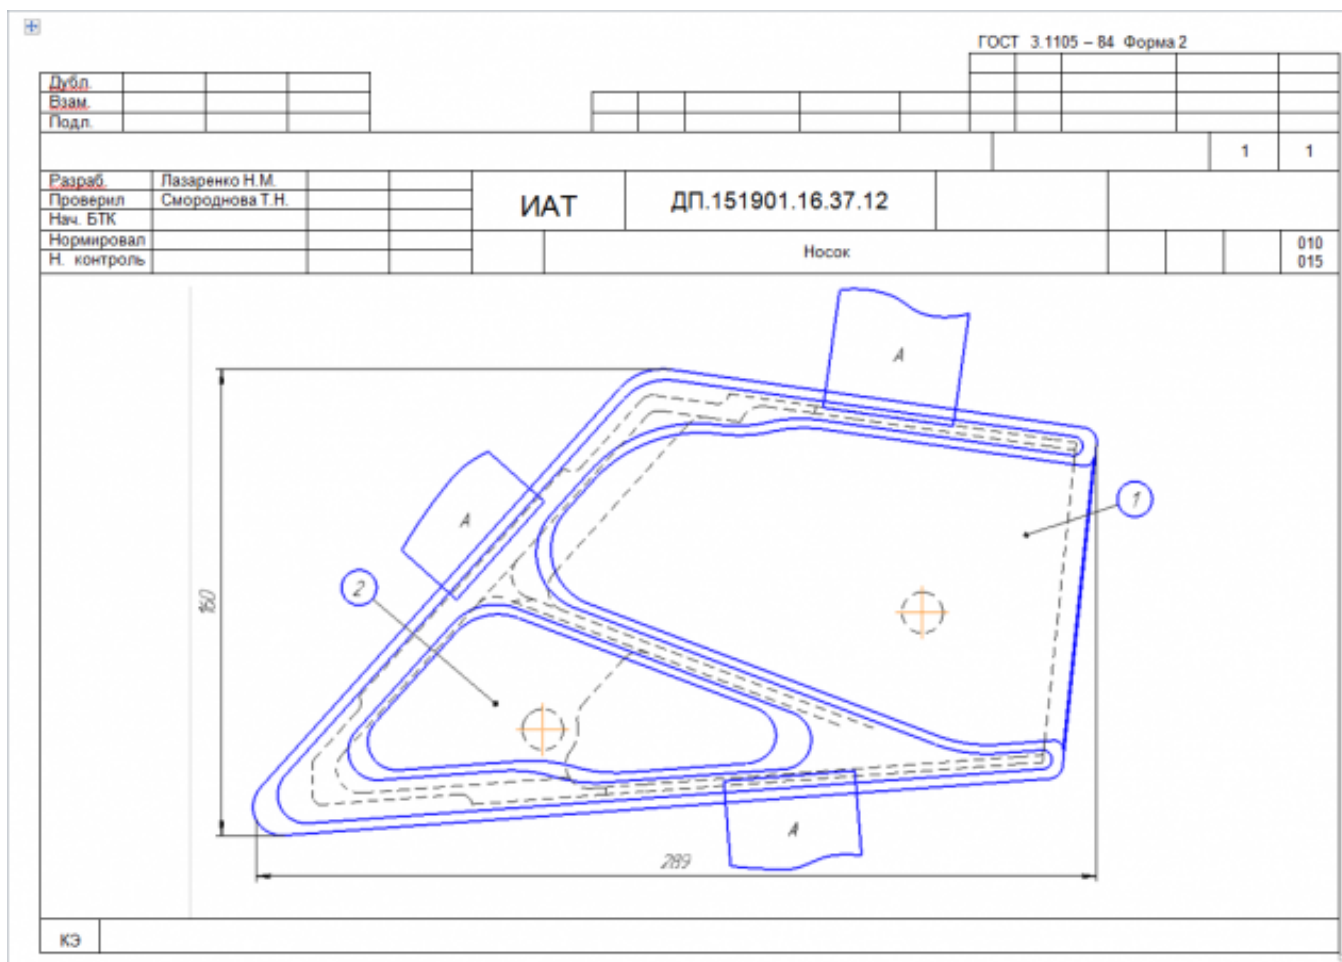 ГОСТ 3.1105 – 84 Форма 2
Дубл.
Взам.
Подл.
1 1
Разраб. Лазаренко Н.М.
Проверил Смороднова Т.Н.
Нач. БТК
ИАТ ДП.151901.16.37.12
Нормировал
Н. контроль
Носок
010
015
А
А
1
2
160
А
289
КЭ